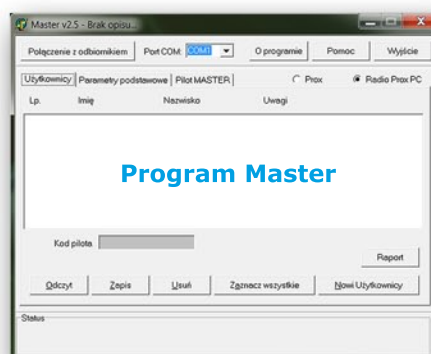 Master v2.5 - Brak opisu...
Połączenie z odbiornikiem Port COM: COM1 O programie Pomoc Wyjście
Użytkownicy Parametry podstawowe Pilot MASTER Prox Radio Prox PC
Lp. Imię Nazwisko Uwagi
Program Master
Kod pilota
Raport
Odczyt Zapis Usuń Zaznacz wszystkie Nowi Użytkownicy
Status